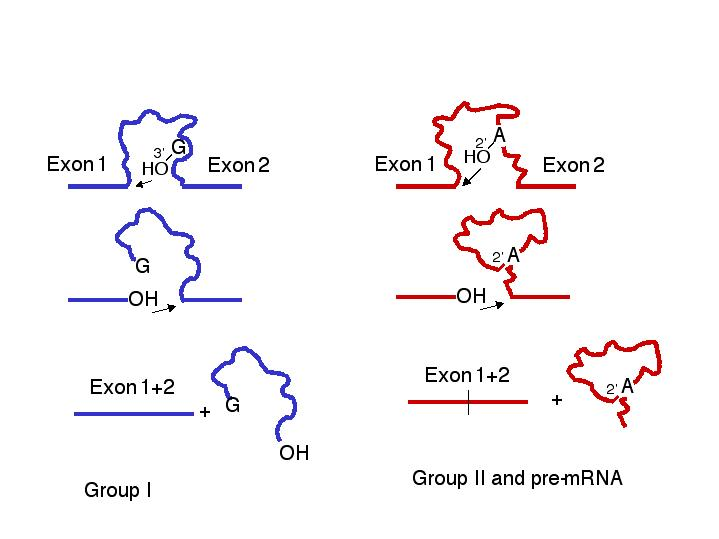 Exon 1
3'
G
HO
Exon 2
G
OH
Exon 1+2
+
G
OH
Group I
Exon 1
2'
A
HO
Exon 2
2'
A
OH
Exon 1+2
+
2'
A
Group II and pre-mRNA